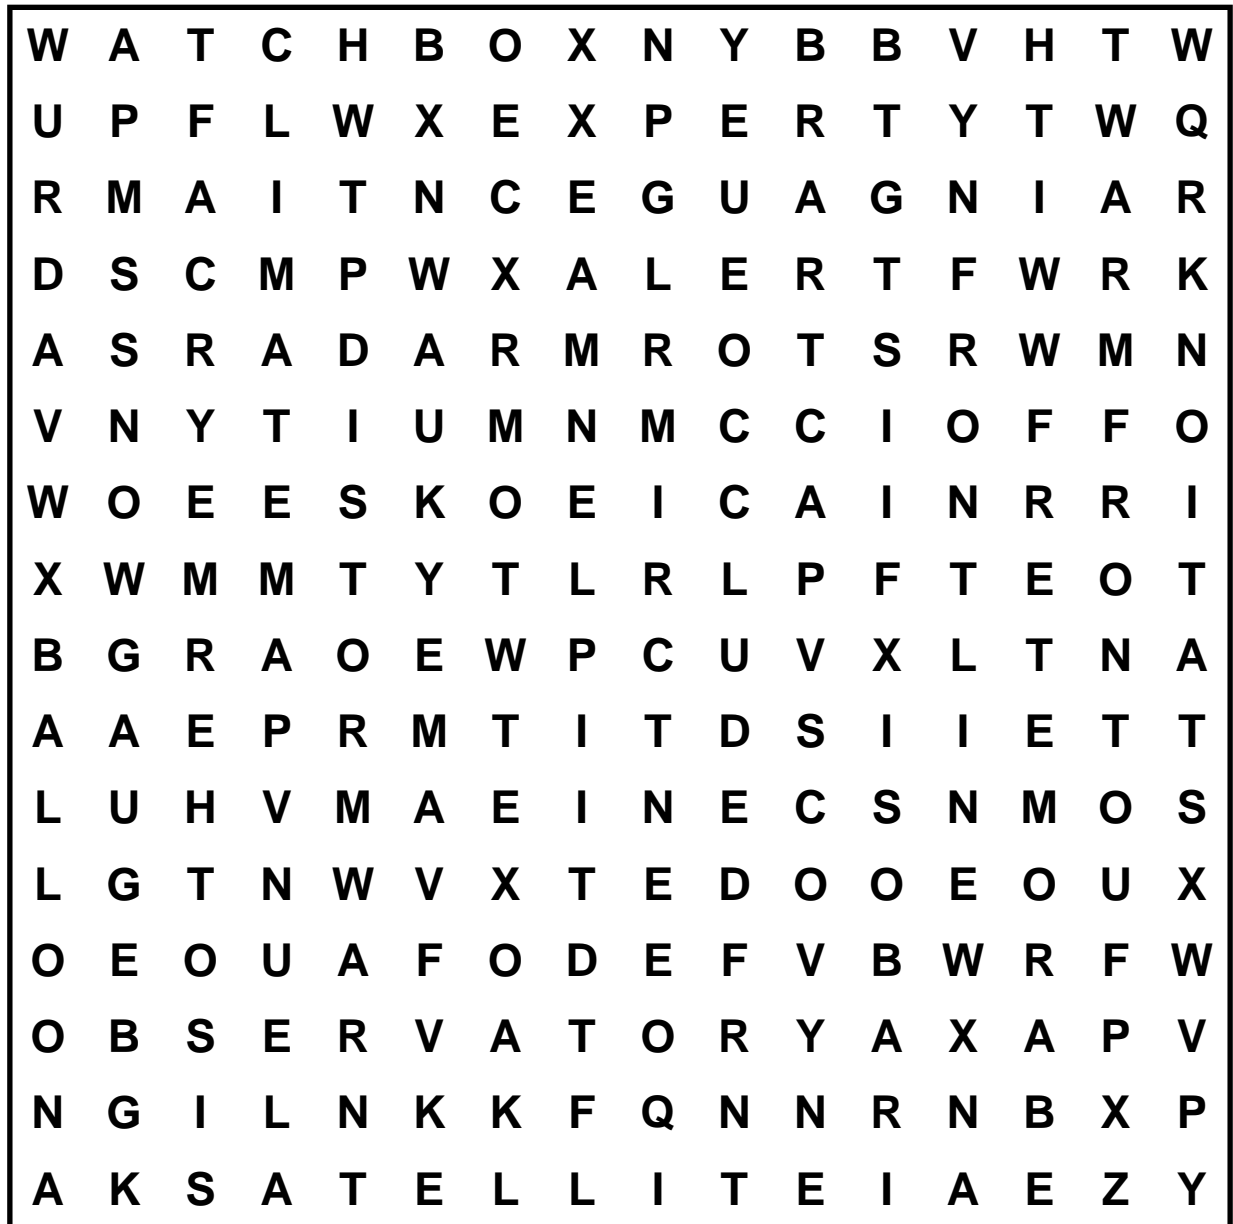 W A T C H B O X N Y B B V H T W
U P F L W X E X P E R T Y T W Q
R M A I T N C E G U A G N I A R
D S C M P W X A L E R T F W R K
A S R A D A R M R O T S R W M N
V N Y T I U M N M C C I O F F O
W O E E S K O E I C A I N R R I
X W M M T Y T L R L P F T E O T
B G R A O E W P C U V X L T N A
A A E P R M T I T D S I I E T T
L U H V M A E I N E C S N M O S
L G T N W V X T E D O O E O U X
O E O U A F O D E F V B W R F W
O B S E R V A T O R Y A X A P V
N G I L N K K F Q N N R N B X P
A K S A T E L L I T E I A E Z Y